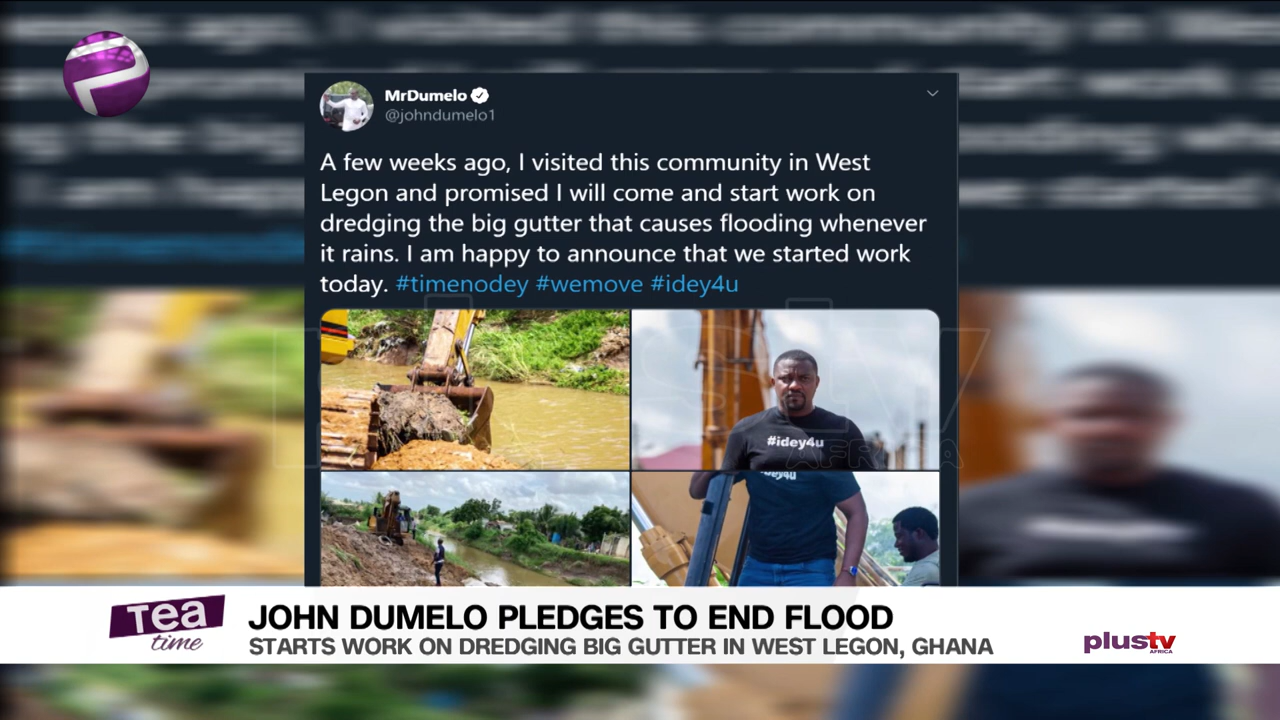 MrDumelo
@johndumelo1
A few weeks ago, I visited this community in West
Legon and promised I will come and start work on
dredging the big gutter that causes flooding whenever
it rains. I am happy to announce that we started work
today. #timenodey #wemove #idey4u
#idey4u
Tea
time
JOHN DUMELO PLEDGES TO END FLOOD
STARTS WORK ON DREDGING BIG GUTTER IN WEST LEGON, GHANA
plustv
AFRICA